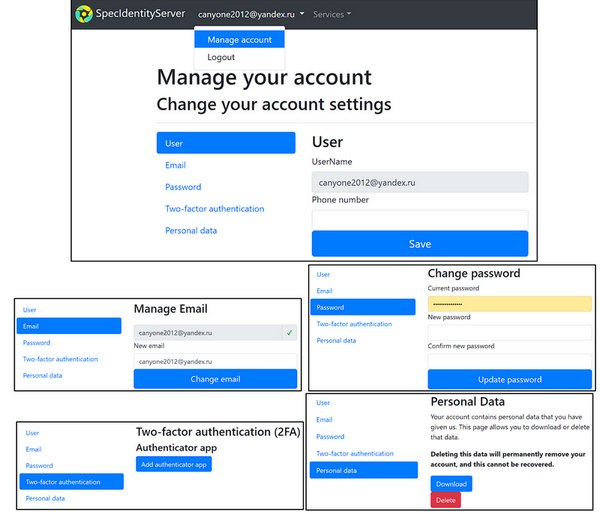 SpecIdentityServer canyone2012@yandex.ru Services
Manage account
Logout
Manage your account
Change your account settings
User
Email
Password
Two-factor authentication
Personal data
User
UserName
canyone2012@yandex.ru
Phone number
Save
User
Email
Password
Two-factor authentication
Personal data
Manage Email
canyone2012@yandex.ru ✓
New email
canyone2012@yandex.ru
Change email
User
Email
Password
Two-factor authentication
Personal data
Change password
Current password
••••••••••••••
New password
Confirm new password
Update password
User
Email
Password
Two-factor authentication
Personal data
Two-factor authentication (2FA)
Authenticator app
Add authenticator app
User
Email
Password
Two-factor authentication
Personal data
Personal Data
Your account contains personal data that you have
given us. This page allows you to download or delete
that data.
Deleting this data will permanently remove your
account, and this cannot be recovered.
Download
Delete